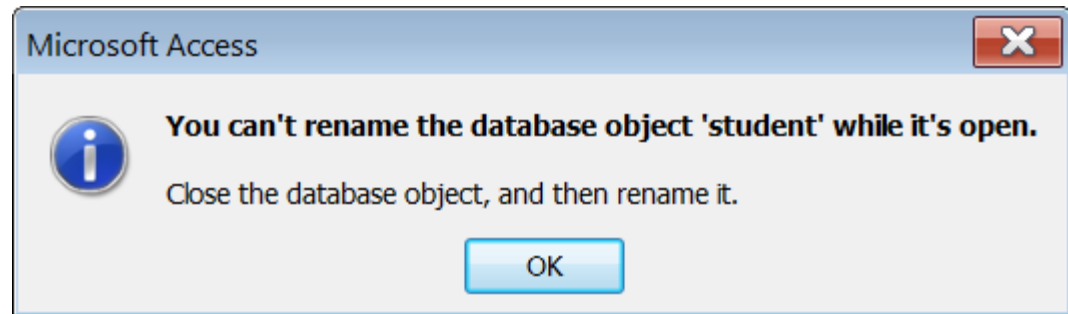 Microsoft Access
You can't rename the database object 'student' while it's open.
Close the database object, and then rename it.
OK